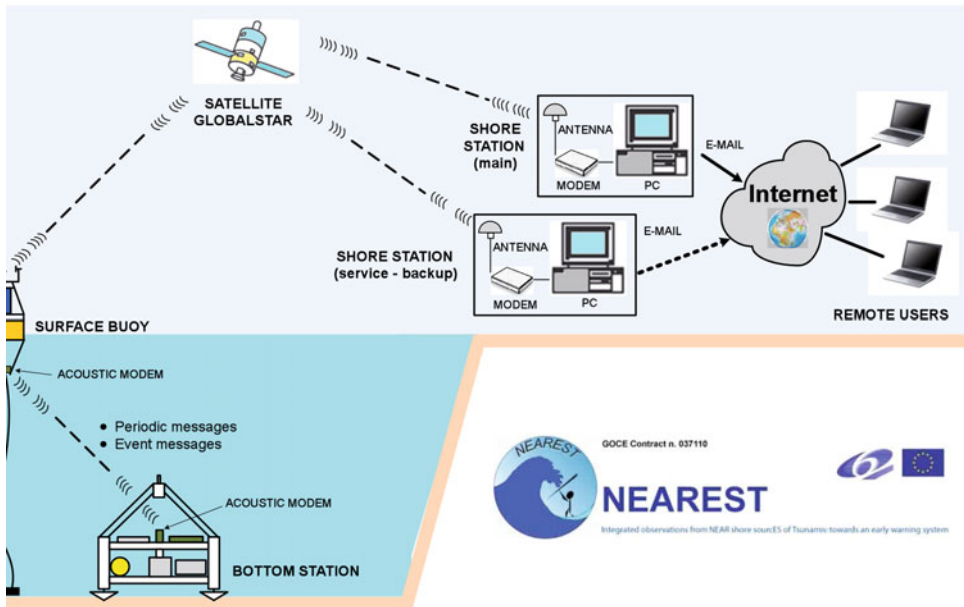 SATELLITE
GLOBALSTAR
SHORE
STATION
(main)
ANTENNA
MODEM
PC
E-MAIL
Internet
SHORE STATION
(service - backup)
ANTENNA
MODEM
PC
E-MAIL
REMOTE USERS
SURFACE BUOY
ACOUSTIC MODEM
• Periodic messages
• Event messages
ACOUSTIC MODEM
BOTTOM STATION
NEAREST
GOCE Contract n. 037110
6
NEAREST
Integrated observations from NEAR shore sourcES of Tsunamis: towards an early warning system